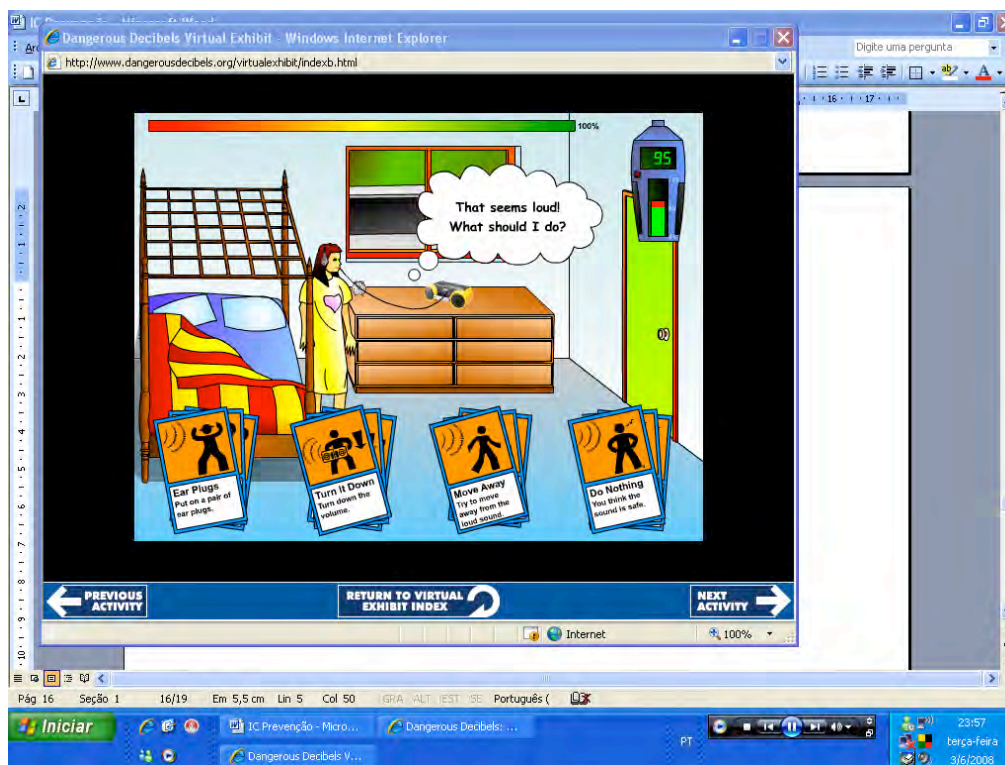 Dangerous Decibels Virtual Exhibit - Windows Internet Explorer
Digite uma pergunta
http://www.dangerousdecibels.org/virtualexhibit/indexb.html
16 17
100%
95
That seems loud!
What should I do?
Ear Plugs
Put on a pair of
ear plugs.
Turn It Down
Turn down the
volume.
Move Away
Try to move
away from the
loud sound.
Do Nothing
You think the
sound is safe.
PREVIOUS
ACTIVITY
RETURN TO VIRTUAL
EXHIBIT INDEX
NEXT
ACTIVITY
Internet
100%
Pág 16 Seção 1 16/19 Em 5,5 cm Lin 5 Col 50 GRA ALT EST SE Português (
Iniciar
IC Prevenção - Micro...
Dangerous Decibels: ...
Dangerous Decibels V...
PT
23:57
terça-feira
3/6/2008